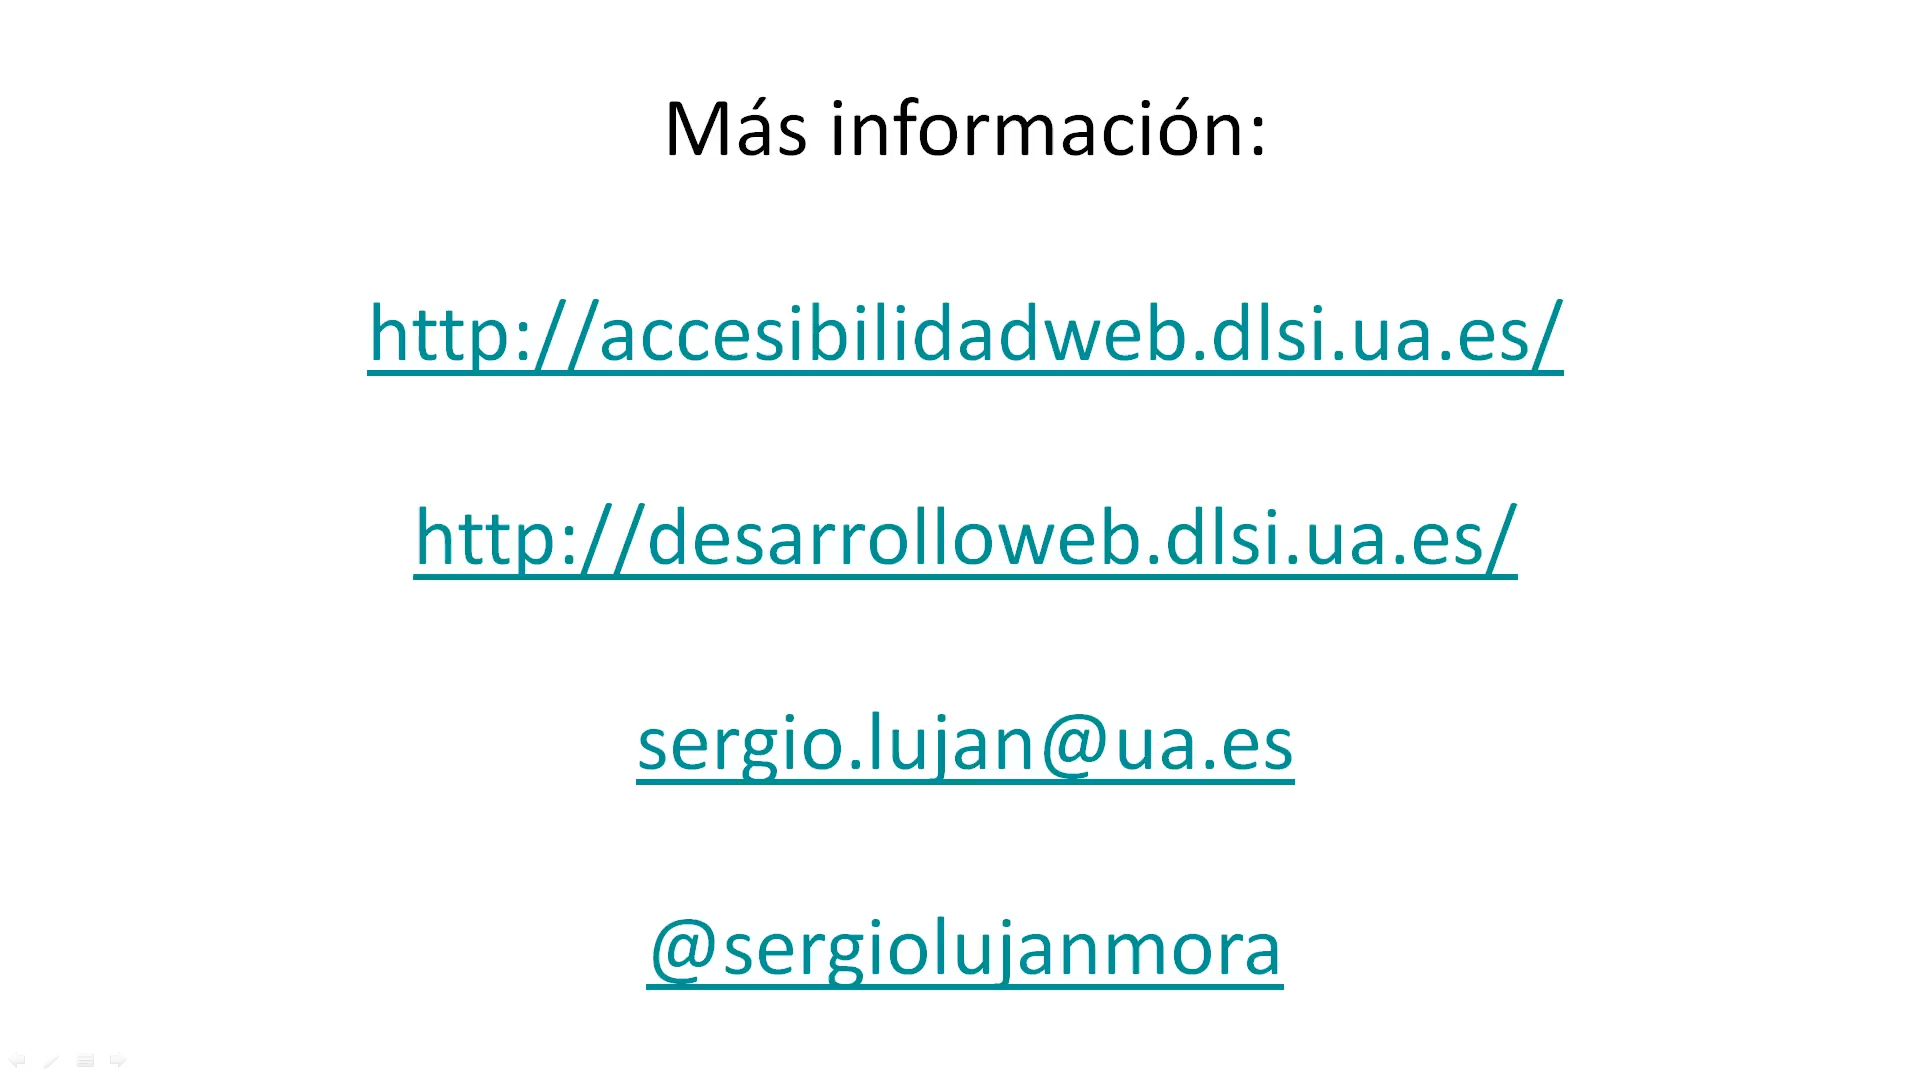 Más información:
http://accesibilidadweb.dlsi.ua.es/
http://desarrolloweb.dlsi.ua.es/
sergio.lujan@ua.es
@sergiolujanmora